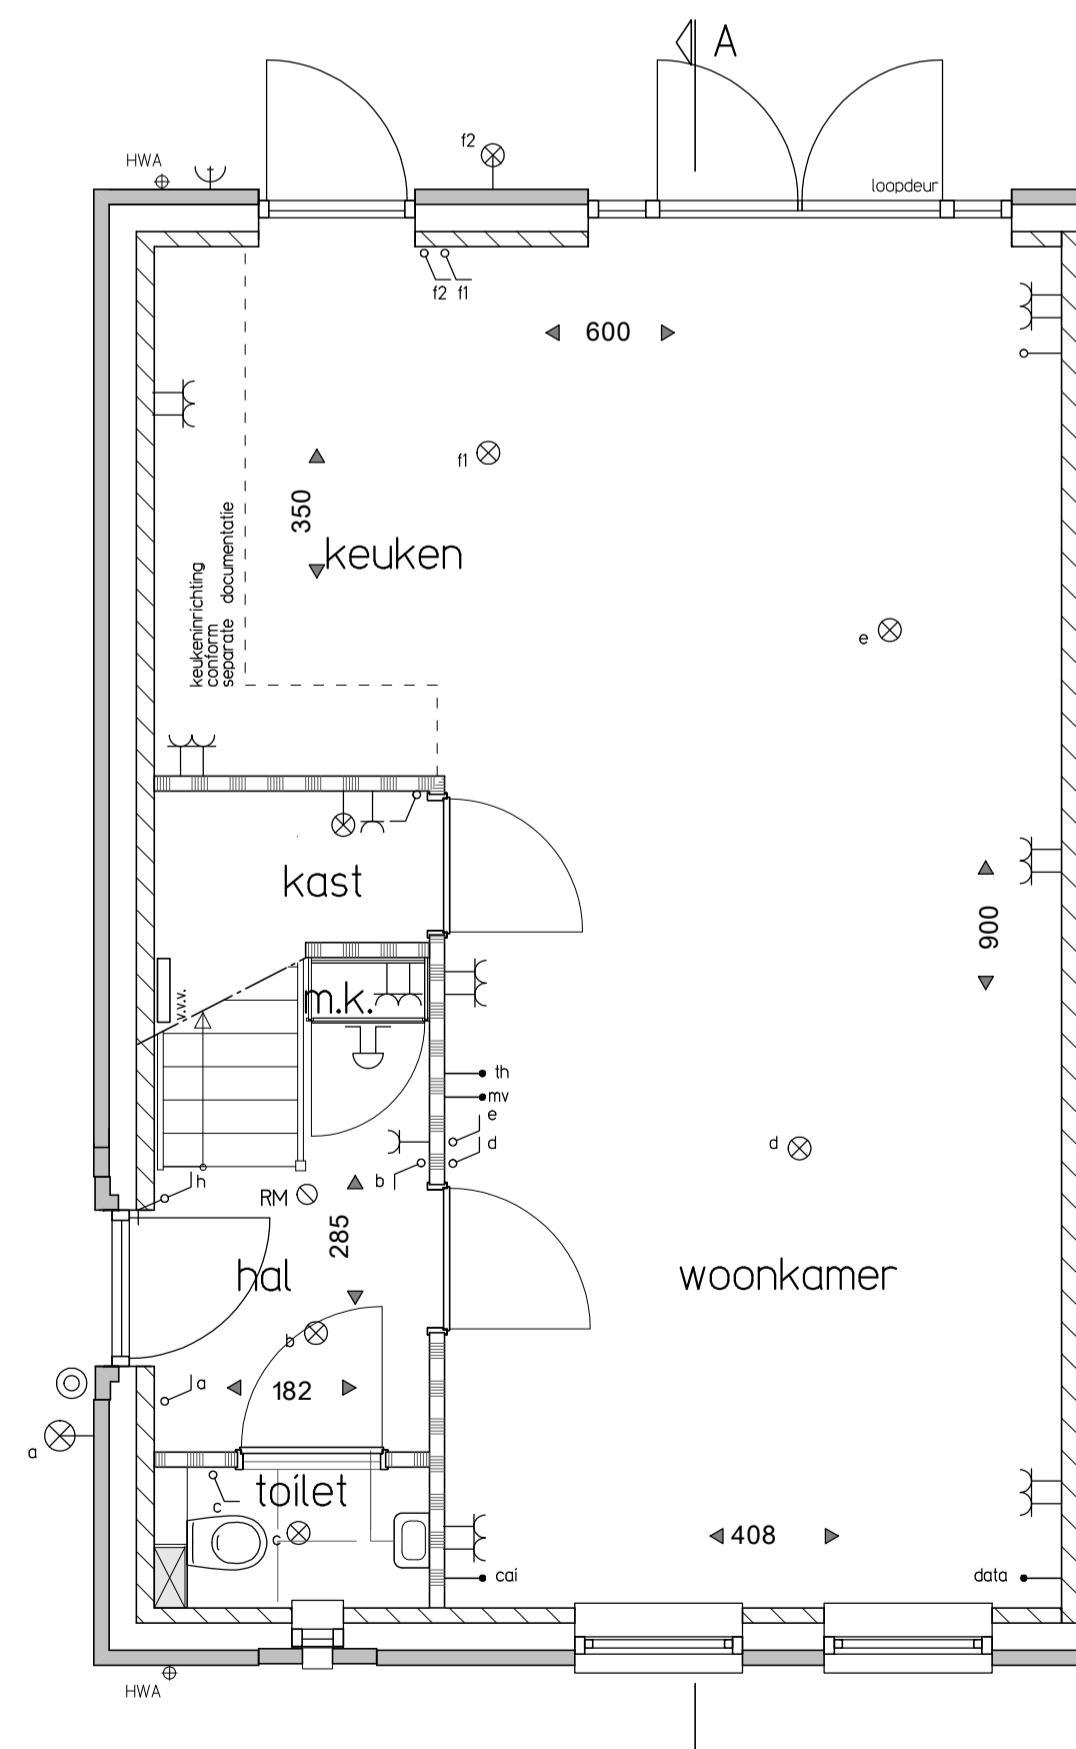 A
f2
HWA
loopdeur
f2 f1
600
f1
350
keuken
keukeninrichting
conform
separate documentatie
e
kast
900
v.v.v.
m.k.
th
mv
e
d
d
b
h
RM
285
hal
woonkamer
b
a
182
a
toilet
c
c
408
cai
data
HWA